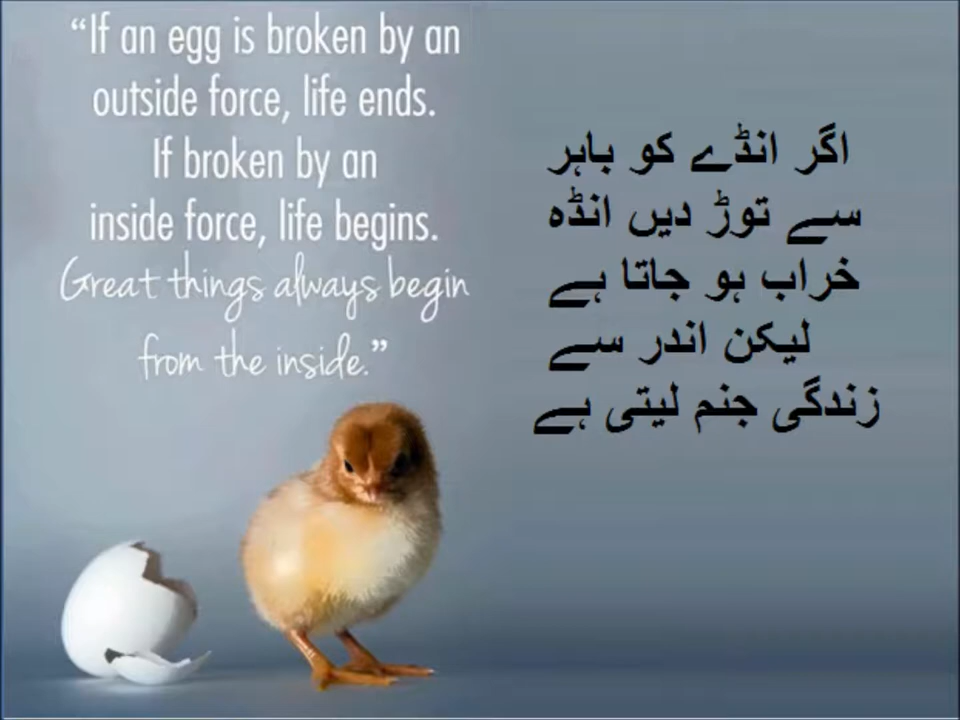 “If an egg is broken by an
outside force, life ends.
If broken by an
inside force, life begins.
Great things always begin
from the inside.”
اگر انڈے کو باہر
سے توڑ دیں انڈہ
خراب ہو جاتا ہے
لیکن اندر سے
زندگی جنم لیتی ہے